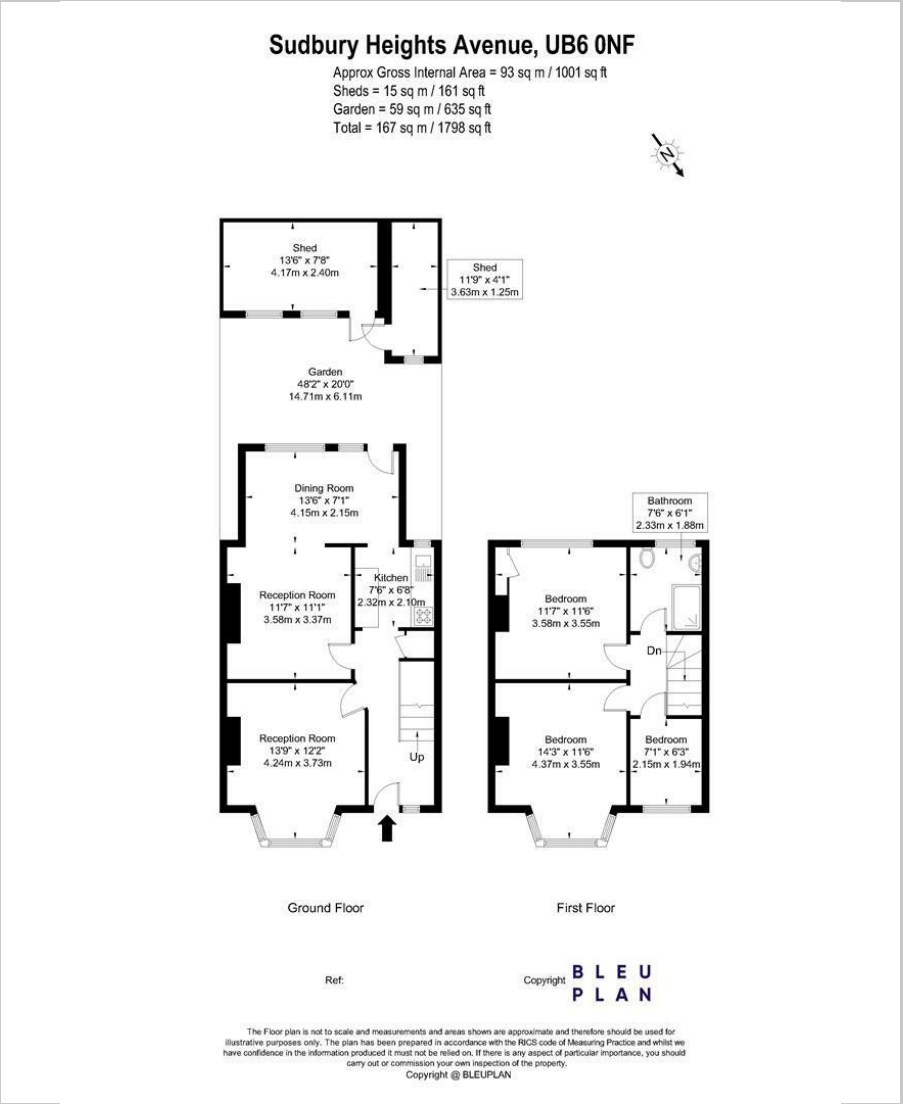 Sudbury Heights Avenue, UB6 0NF
Approx Gross Internal Area = 93 sq m / 1001 sq ft
Sheds = 15 sq m / 161 sq ft
Garden = 59 sq m / 635 sq ft
Total = 167 sq m / 1798 sq ft
N
Shed
13'6" x 7'8"
4.17m x 2.40m
Shed
11'9" x 4'1"
3.63m x 1.25m
Garden
48'2" x 20'0"
14.71m x 6.11m
Dining Room
13'6" x 7'1"
4.15m x 2.15m
Kitchen
7'6" x 6'8"
2.32m x 2.10m
Reception Room
11'7" x 11'1"
3.58m x 3.37m
Reception Room
13'9" x 12'2"
4.24m x 3.73m
Up
Bathroom
7'6" x 6'1"
2.33m x 1.88m
Bedroom
11'7" x 11'6"
3.58m x 3.55m
Dn
Bedroom
14'3" x 11'6"
4.37m x 3.55m
Bedroom
7'1" x 6'3"
2.15m x 1.94m
Ground Floor
First Floor
Ref:
Copyright
BLEU
PLAN
The Floor plan is not to scale and measurements and areas shown are approximate and therefore should be used for
illustrative purposes only. The plan has been prepared in accordance with the RICS code of Measuring Practice and whilst we
have confidence in the information produced it must not be relied on. If there is any aspect of particular importance, you should
carry out or commission your own inspection of the property.
Copyright @ BLEUPLAN